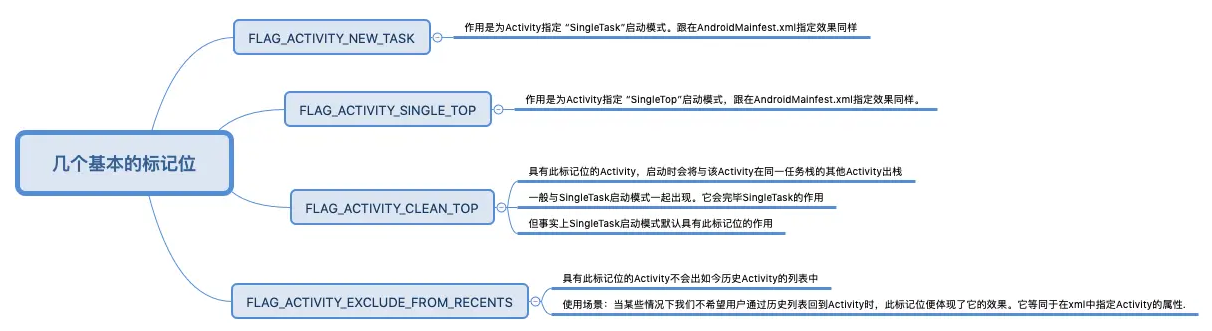 几个基本的标记位
FLAG_ACTIVITY_NEW_TASK
作用是为Activity指定 “SingleTask”启动模式。跟在AndroidMainfest.xml指定效果同样
FLAG_ACTIVITY_SINGLE_TOP
作用是为Activity指定 “SingleTop”启动模式，跟在AndroidMainfest.xml指定效果同样。
FLAG_ACTIVITY_CLEAN_TOP
具有此标记位的Activity，启动时会将与该Activity在同一任务栈的其他Activity出栈
一般与SingleTask启动模式一起出现。它会完毕SingleTask的作用
但事实上SingleTask启动模式默认具有此标记位的作用
FLAG_ACTIVITY_EXCLUDE_FROM_RECENTS
具有此标记位的Activity不会出如今历史Activity的列表中
使用场景：当某些情况下我们不希望用户通过历史列表回到Activity时，此标记位便体现了它的效果。它等同于在xml中指定Activity的属性.